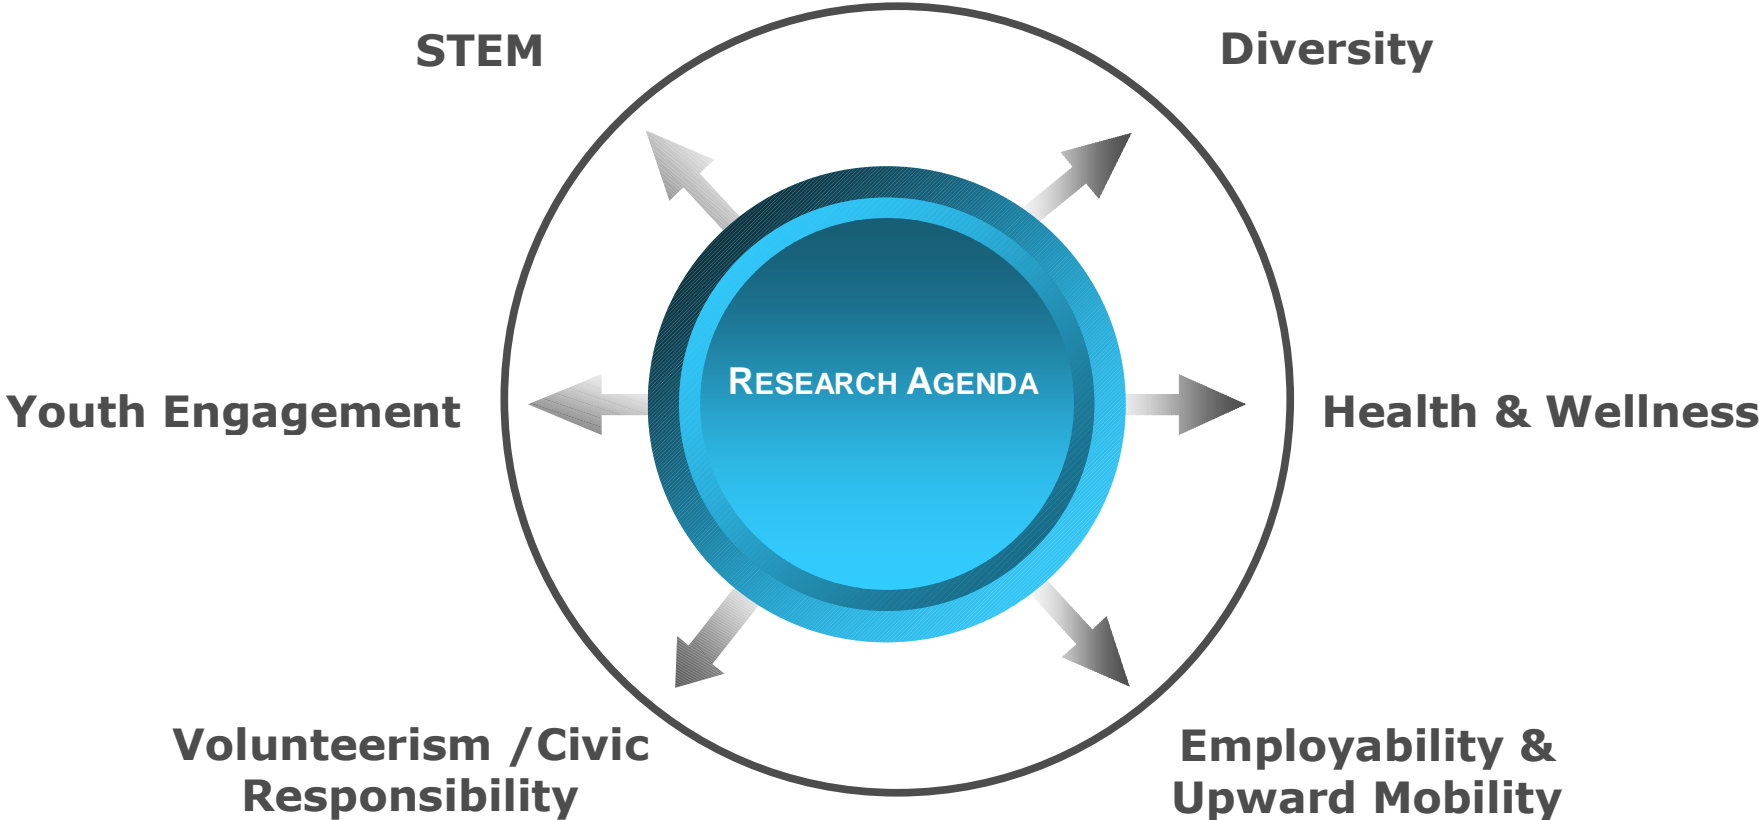 STEM
Diversity
RESEARCH AGENDA
Youth Engagement
Health & Wellness
Volunteerism /Civic
Responsibility
Employability &
Upward Mobility